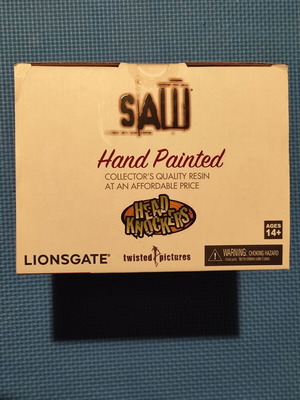 SAW
Hand Painted
COLLECTOR'S QUALITY RESIN
AT AN AFFORDABLE PRICE
HEAD
KNOCKERS
AGES
14+
LIONSGATE
twisted pictures
WARNING: CHOKING HAZARD